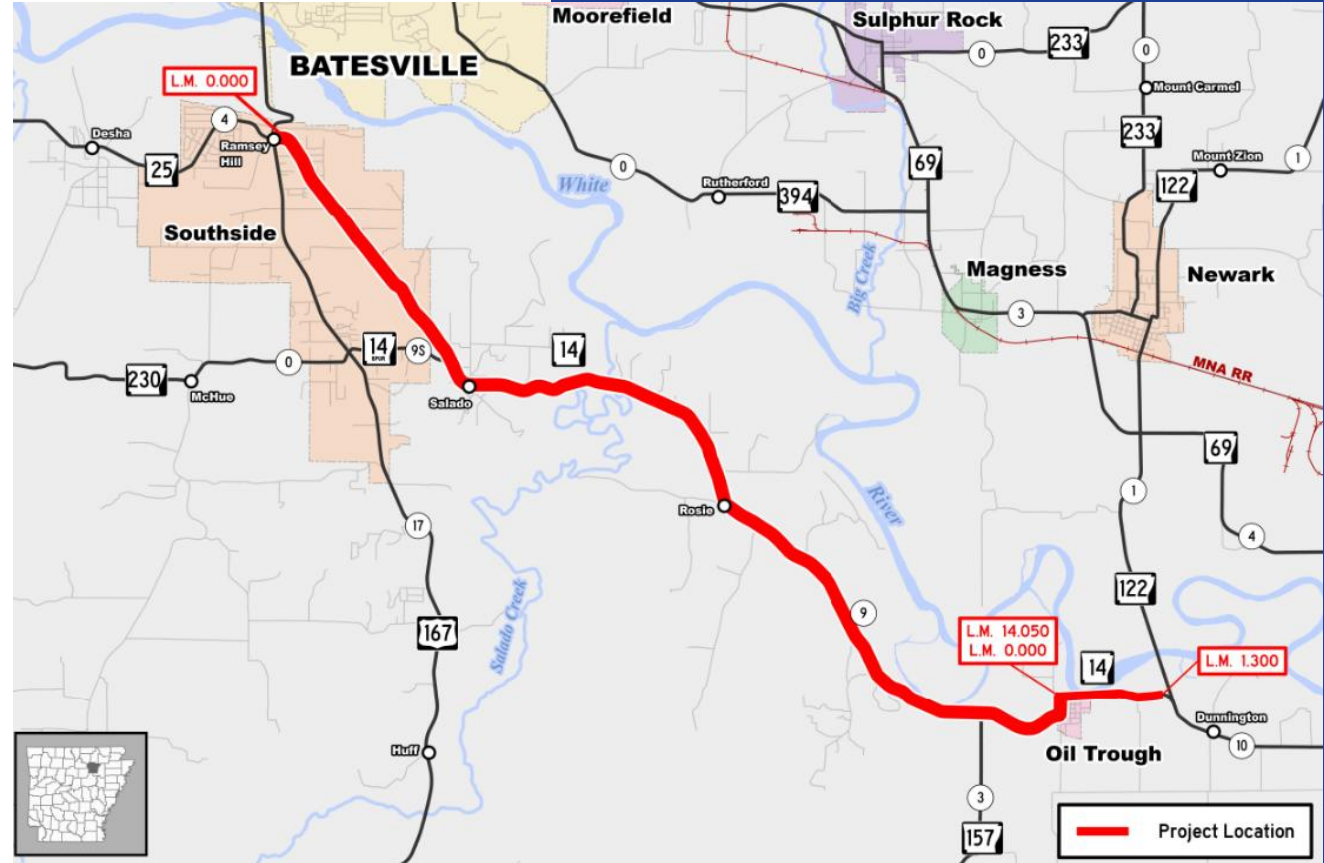 Moorefield
Sulphur Rock
BATESVILLE
233
0
0
L.M. 0.000
Mount Carmel
4
Desha
Ramsey
Hill
25
233
69
Mount Zion
1
122
White
0
Rutherford
394
Southside
Big Creek
Magness
Newark
3
14
SPUR
9S
14
0
230
McHue
Salado
MNA RR
69
River
Rosie
1
17
4
Salado Creek
122
9
167
L.M. 14.050
L.M. 0.000
14
L.M. 1.300
Dunnington
10
Huff
Oil Trough
3
157
Project Location